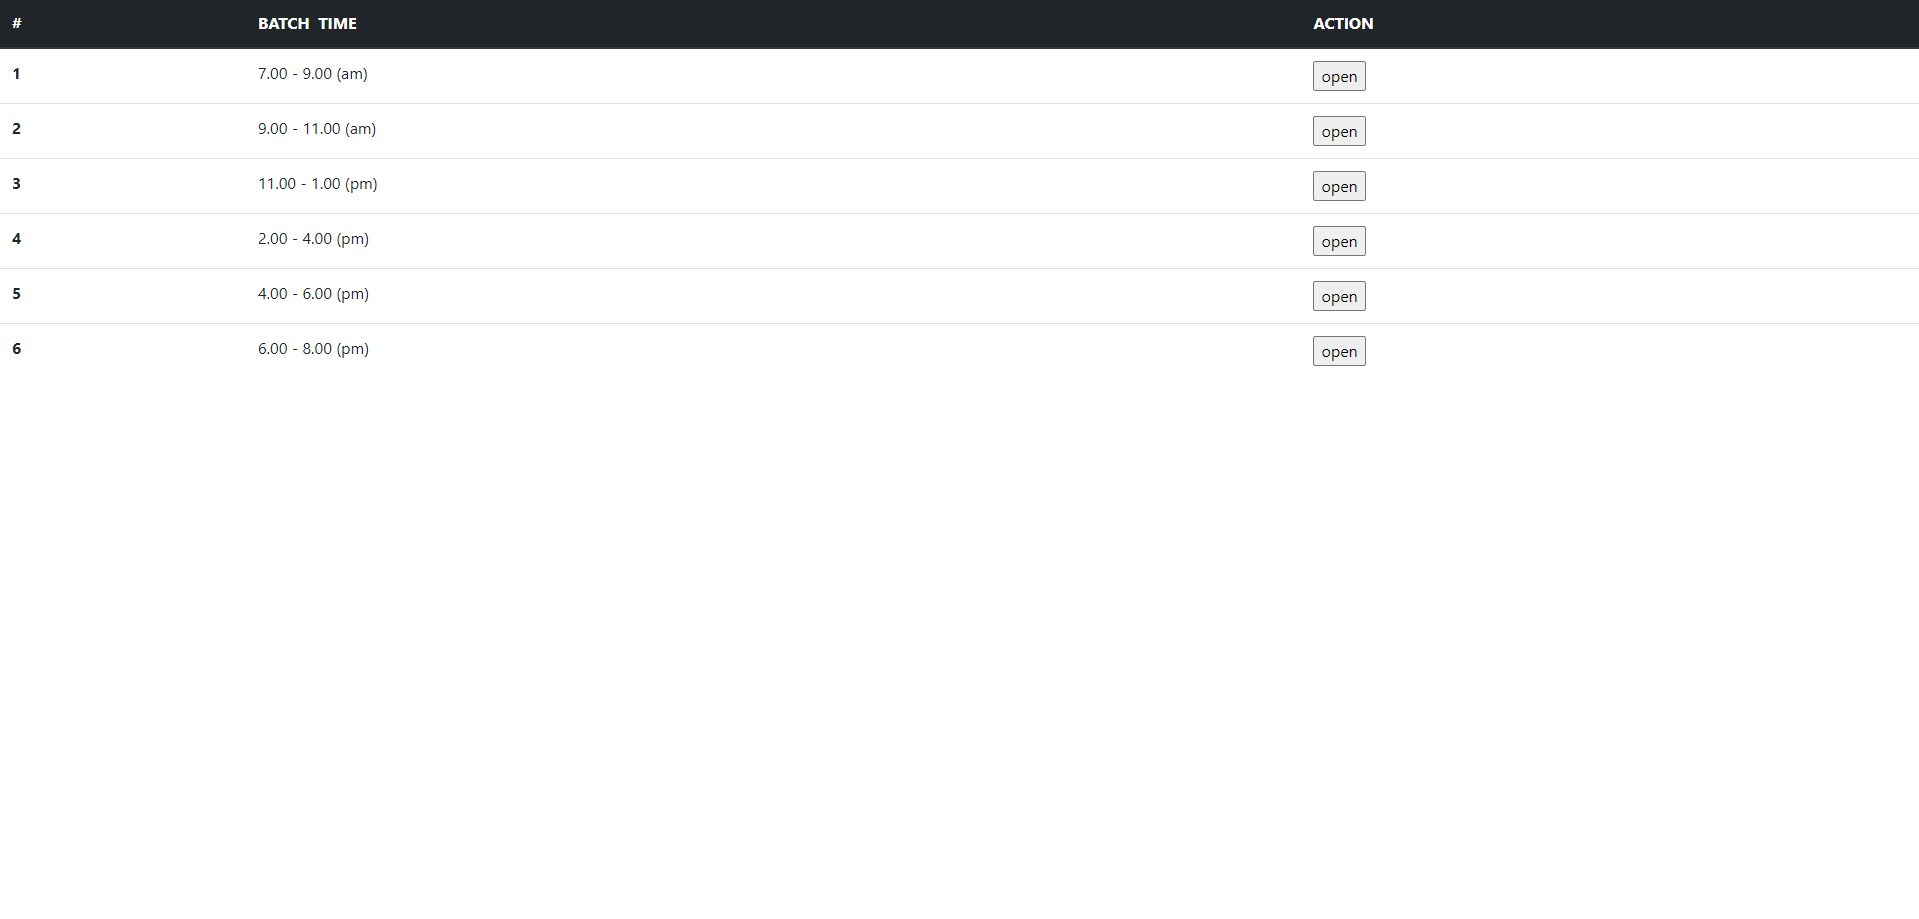 # BATCH TIME ACTION
1 7.00 - 9.00 (am) open
2 9.00 - 11.00 (am) open
3 11.00 - 1.00 (pm) open
4 2.00 - 4.00 (pm) open
5 4.00 - 6.00 (pm) open
6 6.00 - 8.00 (pm) open